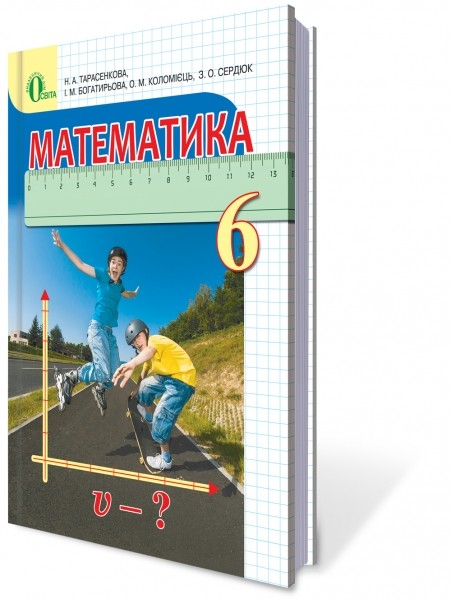 Н. А. ТАРАСЕНКОВА,
І. М. БОГАТИРЬОВА, О. М. КОЛОМІЄЦЬ, З. О. СЕРДЮК
ОСВІТА
МАТЕМАТИКА
0 1 2 3 4 5 6 7 8 9 10 11 12 13
6
v – ?